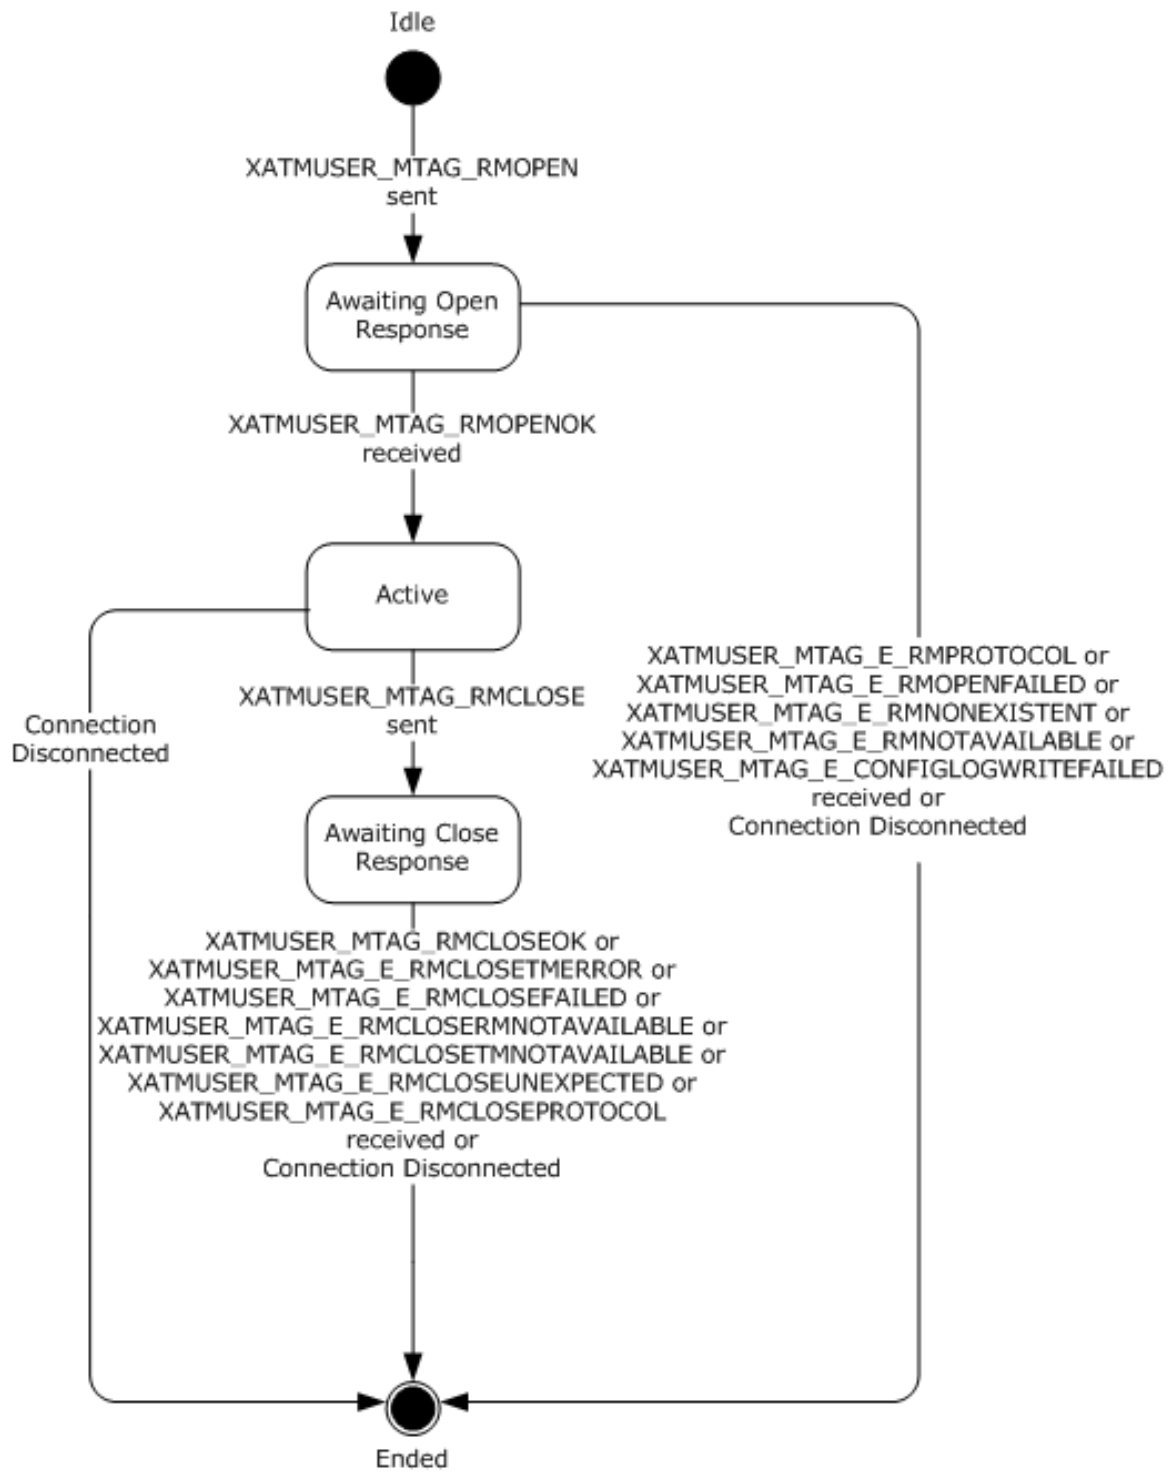 Idle
XATMUSER_MTAG_RMOPEN
sent
Awaiting Open
Response
XATMUSER_MTAG_RMOPENOK
received
Active
XATMUSER_MTAG_RMCLOSE
sent
Connection
Disconnected
XATMUSER_MTAG_E_RMPROTOCOL or
XATMUSER_MTAG_E_RMOPENFAILED or
XATMUSER_MTAG_E_RMNONEXISTENT or
XATMUSER_MTAG_E_RMNOTAVAILABLE or
XATMUSER_MTAG_E_CONFIGLOGWRITEFAILED
received or
Connection Disconnected
Awaiting Close
Response
XATMUSER_MTAG_RMCLOSEOK or
XATMUSER_MTAG_E_RMCLOSETMERROR or
XATMUSER_MTAG_E_RMCLOSEFAILED or
XATMUSER_MTAG_E_RMCLOSERMNOTAVAILABLE or
XATMUSER_MTAG_E_RMCLOSETMNOTAVAILABLE or
XATMUSER_MTAG_E_RMCLOSEUNEXPECTED or
XATMUSER_MTAG_E_RMCLOSEPROTOCOL
received or
Connection Disconnected
Ended